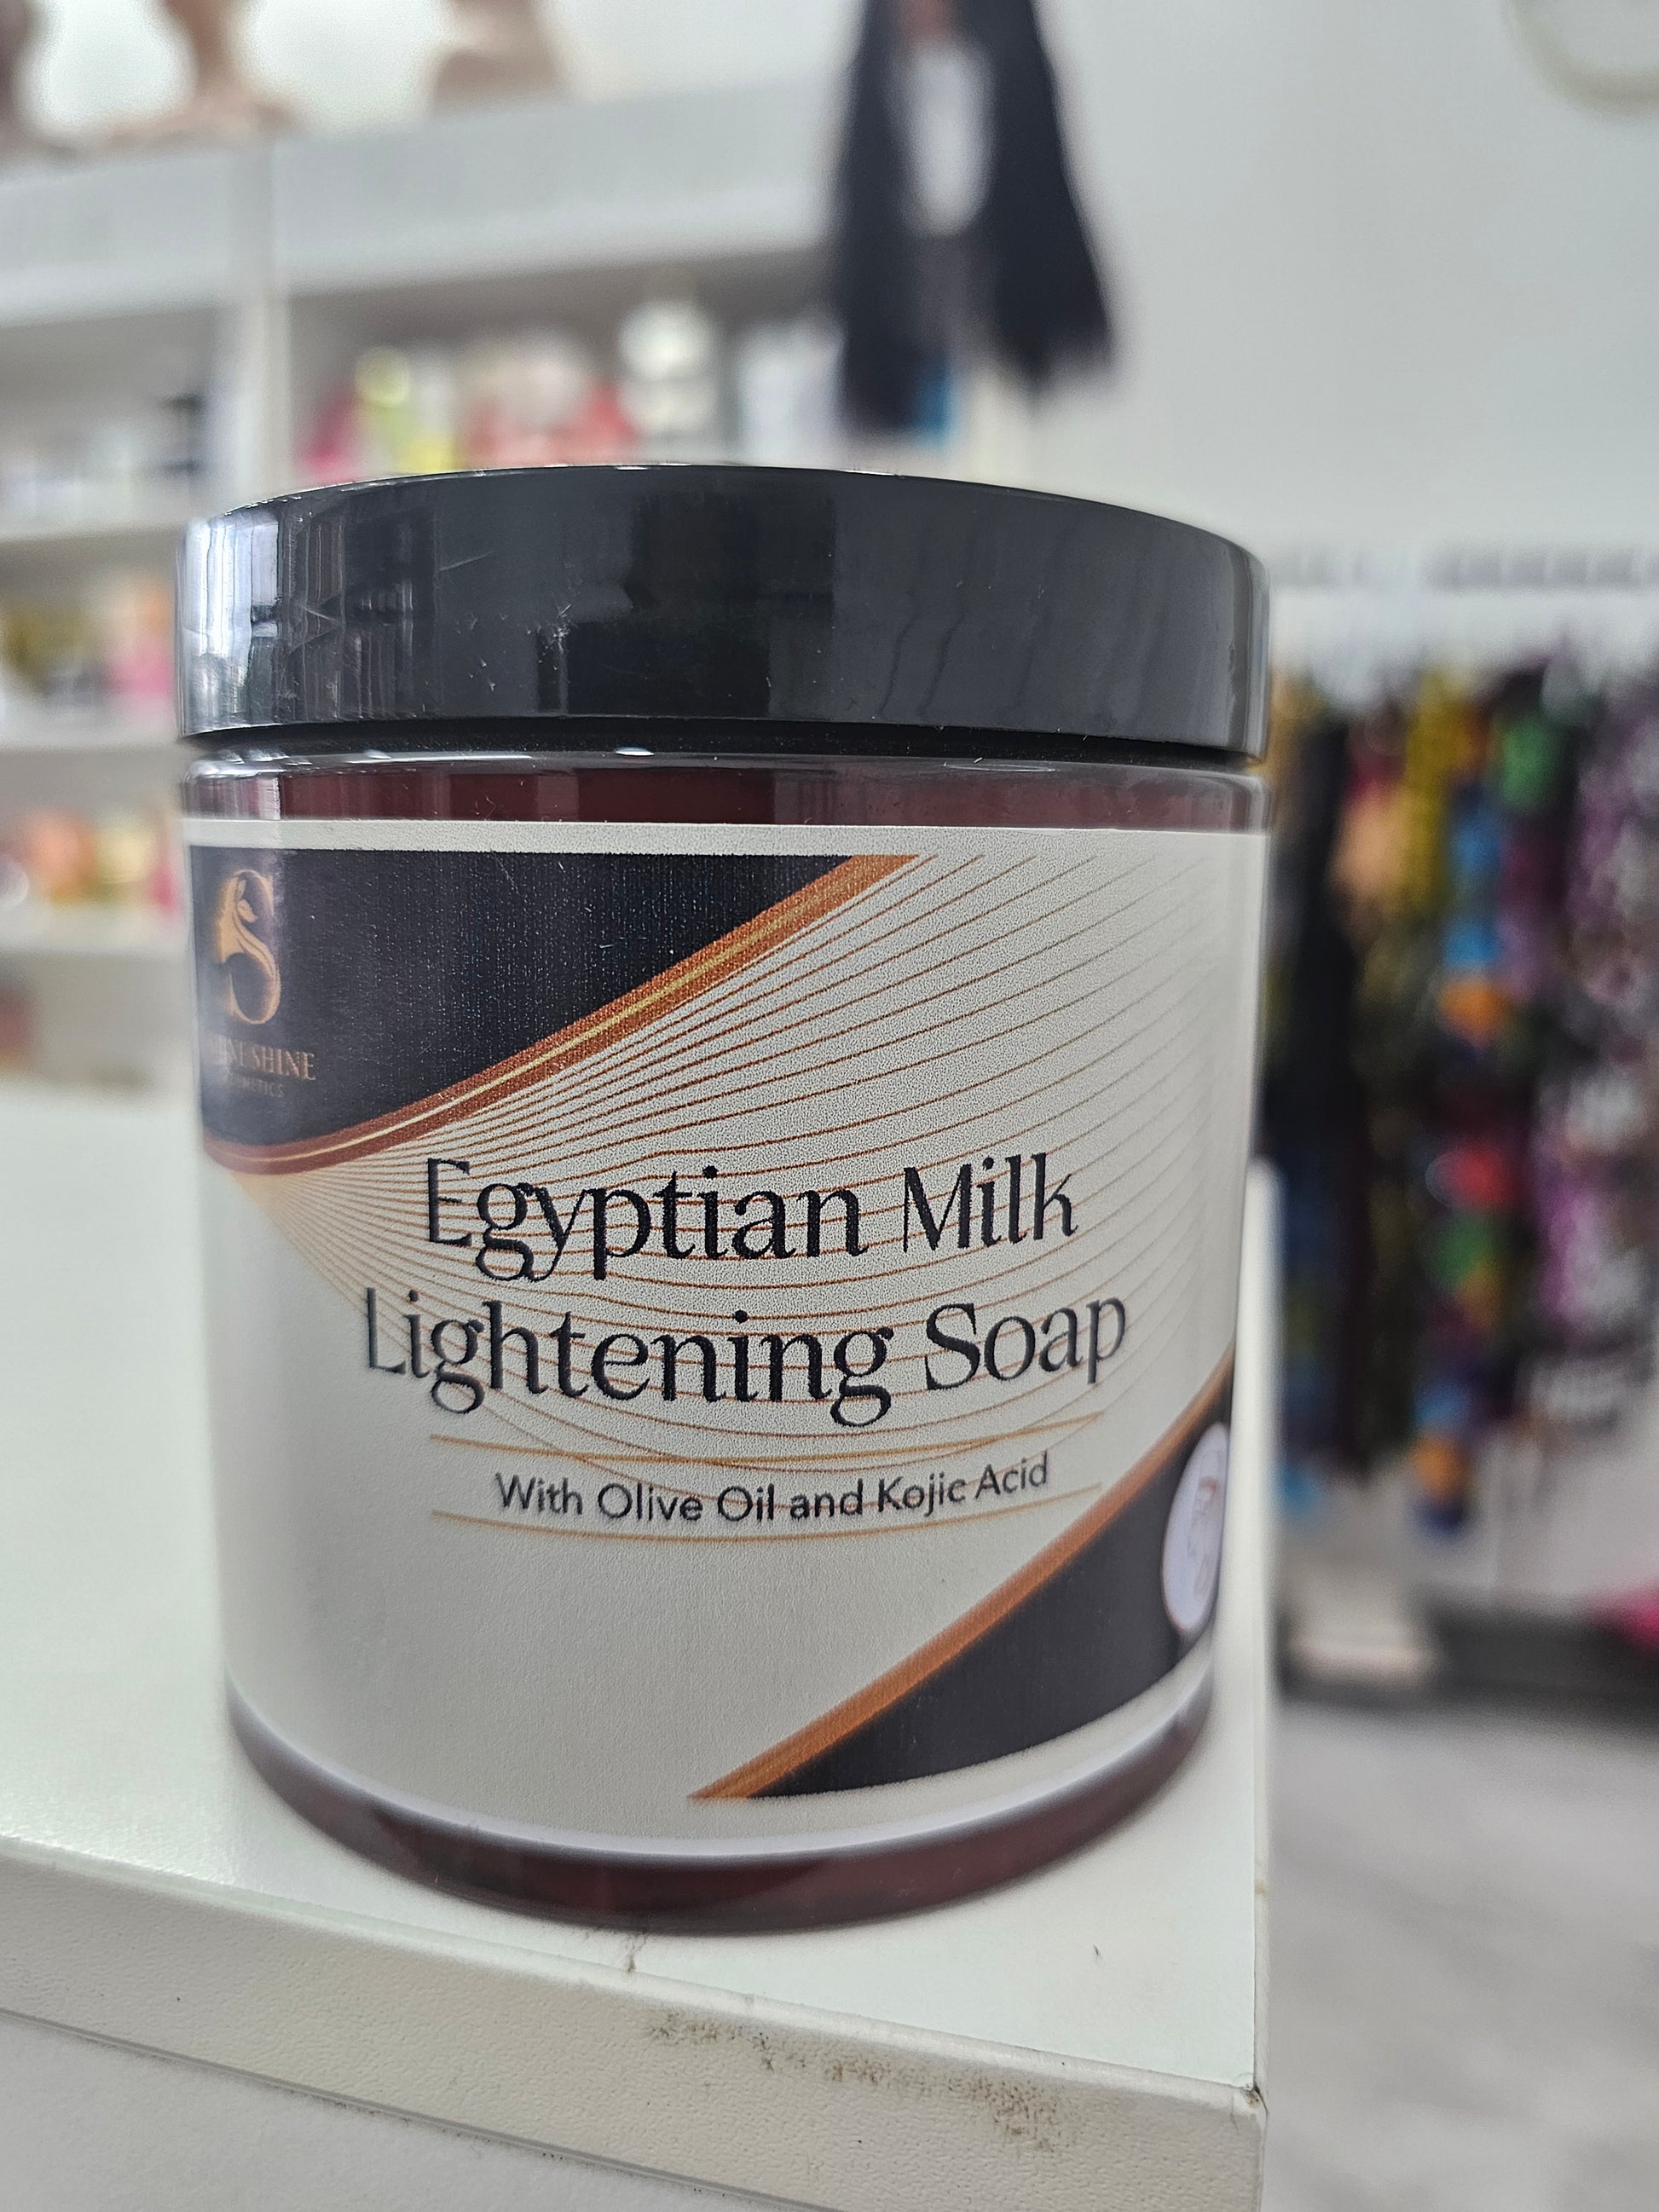 S
Egyptian Milk
Lightening Soap
With Olive Oil and Kojic Acid